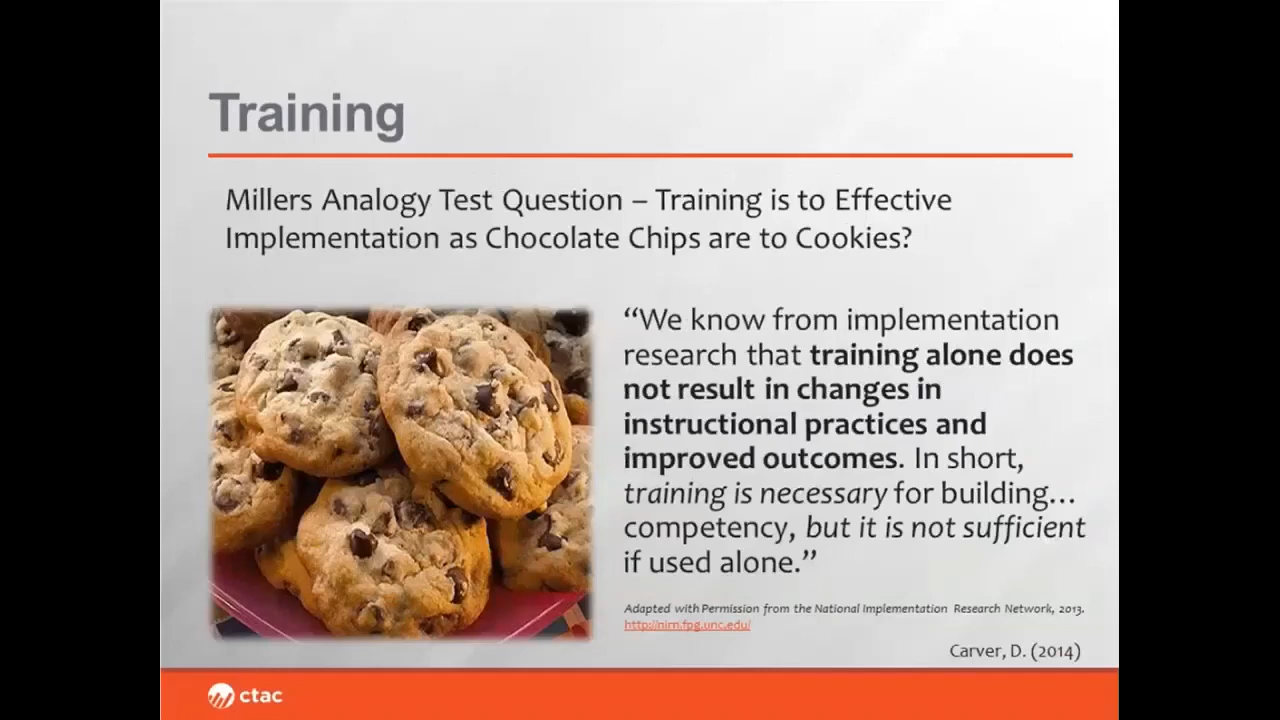 Training
Millers Analogy Test Question – Training is to Effective
Implementation as Chocolate Chips are to Cookies?
“We know from implementation
research that training alone does
not result in changes in
instructional practices and
improved outcomes. In short,
training is necessary for building…
competency, but it is not sufficient
if used alone.”
Adapted with Permission from the National Implementation Research Network, 2013.
http://nirn.fpg.unc.edu/
Carver, D. (2014)
ctac